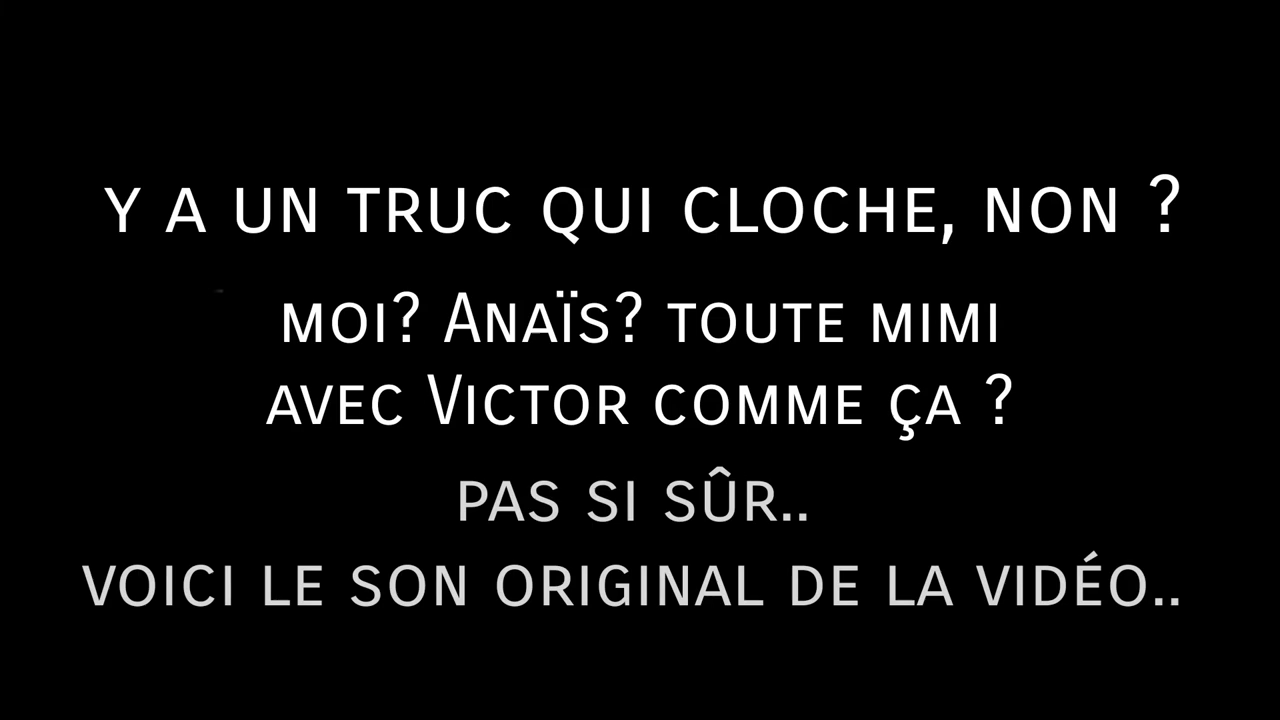 Y A UN TRUC QUI CLOCHE, NON ?
MOI? ANAÏS? TOUTE MIMI
AVEC VICTOR COMME ÇA ?
PAS SI SÛR..
VOICI LE SON ORIGINAL DE LA VIDÉO..